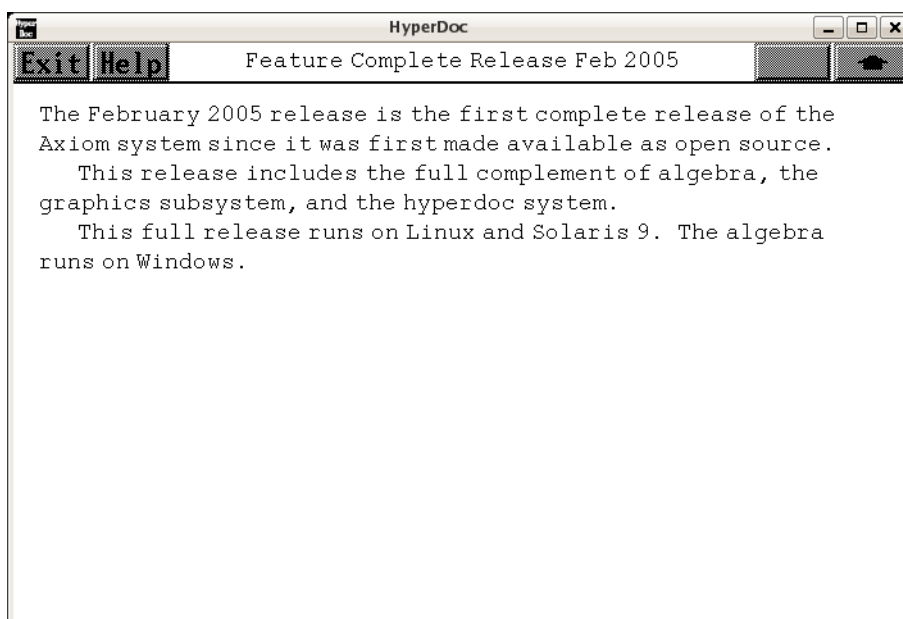 Hyper Doc
HyperDoc
Exit Help Feature Complete Release Feb 2005
The February 2005 release is the first complete release of the
Axiom system since it was first made available as open source.
This release includes the full complement of algebra, the
graphics subsystem, and the hyperdoc system.
This full release runs on Linux and Solaris 9. The algebra
runs on Windows.